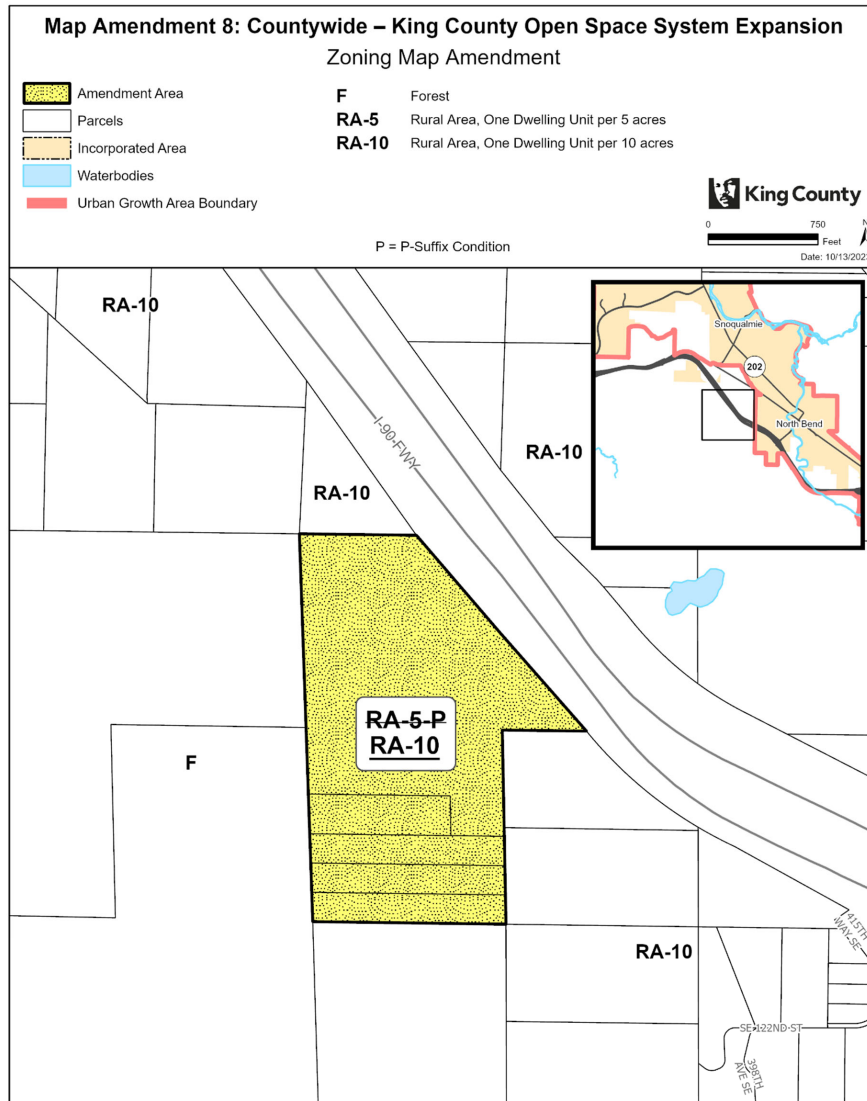 Map Amendment 8: Countywide – King County Open Space System Expansion
Zoning Map Amendment
Amendment Area
Parcels
Incorporated Area
Waterbodies
Urban Growth Area Boundary
F Forest
RA-5 Rural Area, One Dwelling Unit per 5 acres
RA-10 Rural Area, One Dwelling Unit per 10 acres
P = P-Suffix Condition
King County
0 750
Feet
N
Date: 10/13/2023
RA-10
I-90 FWY
RA-10
RA-10
Snoqualmie
202
North Bend
RA-5-P
RA-10
F
RA-10
415TH
WAY SE
SE 122ND ST
398TH
AVE SE